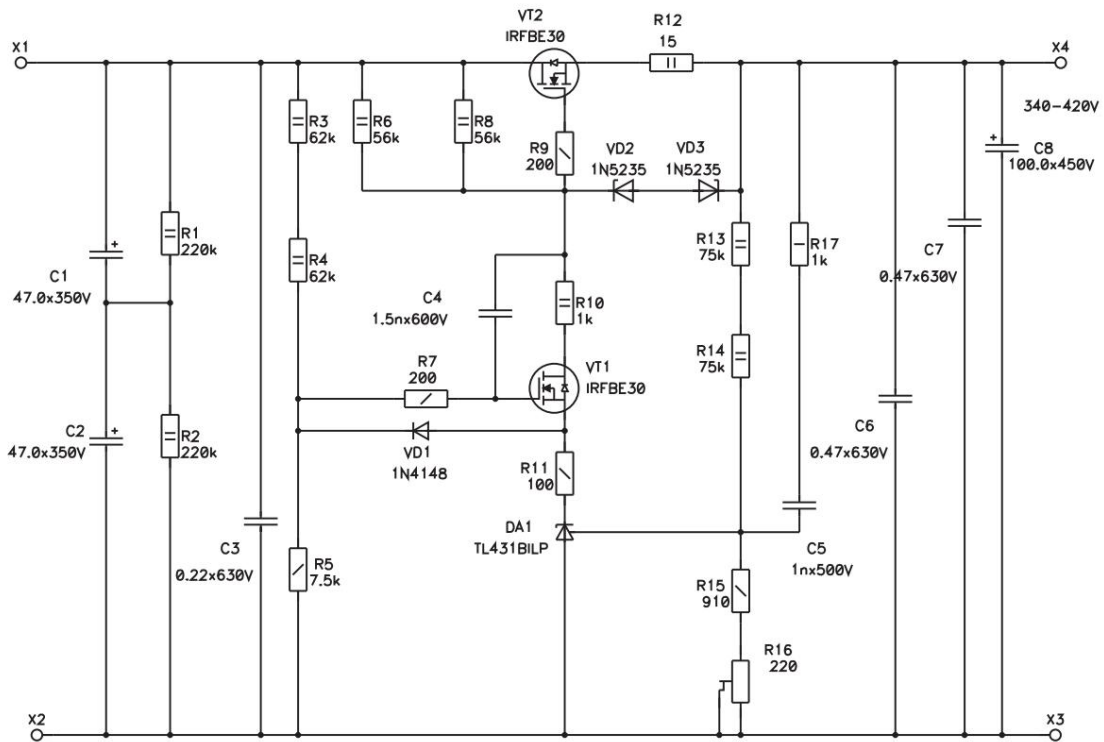 VT2
IRFBE30
R12
15
X1
X4
340-420V
R3
62k
R6
56k
R8
56k
R9
200
VD2
1N5235
VD3
1N5235
C8
100.0x450V
R1
220k
R4
62k
R13
75k
R17
1k
C7
0.47x630V
C1
47.0x350V
C4
1.5nx600V
R10
1k
R14
75k
R7
200
VT1
IRFBE30
C2
47.0x350V
R2
220k
VD1
1N4148
R11
100
C6
0.47x630V
DA1
TL431BILP
C3
0.22x630V
R5
7.5k
C5
1nx500V
R15
910
R16
220
X2
X3